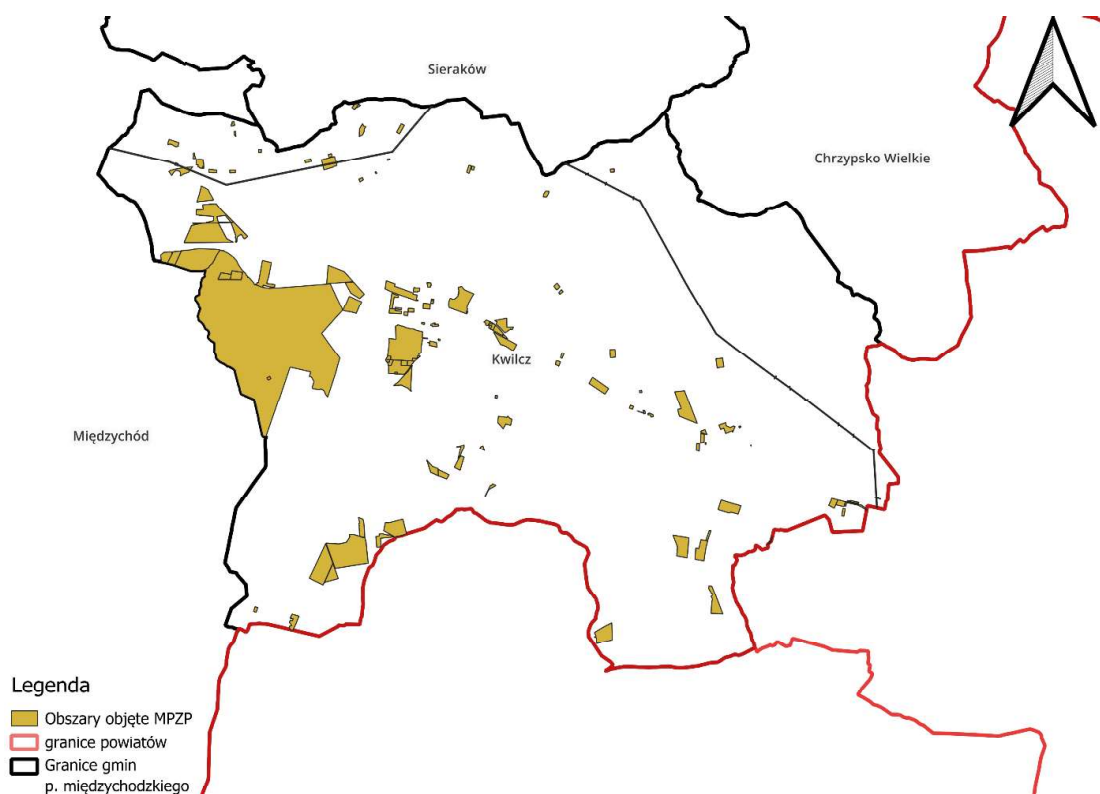 Sieraków
Chrzypsko Wielkie
Kwilcz
Międzychód
Legenda
Obszary objęte MPZP
granice powiatów
Granice gmin
p. międzychodzkiego